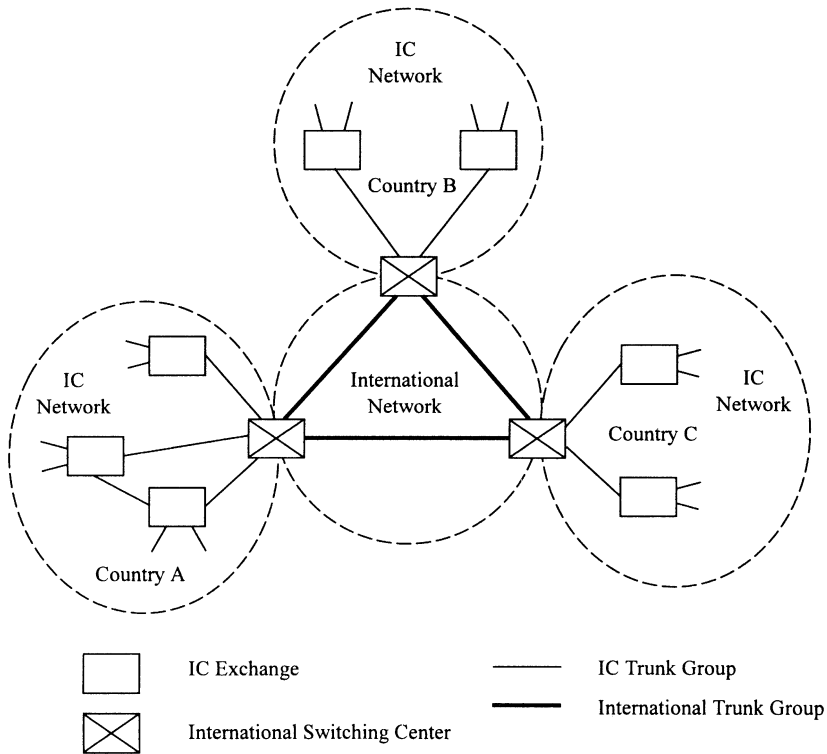 IC
Network
Country B
International
Network
IC
Network
Country A
IC
Network
Country C
IC Exchange
International Switching Center
IC Trunk Group
International Trunk Group